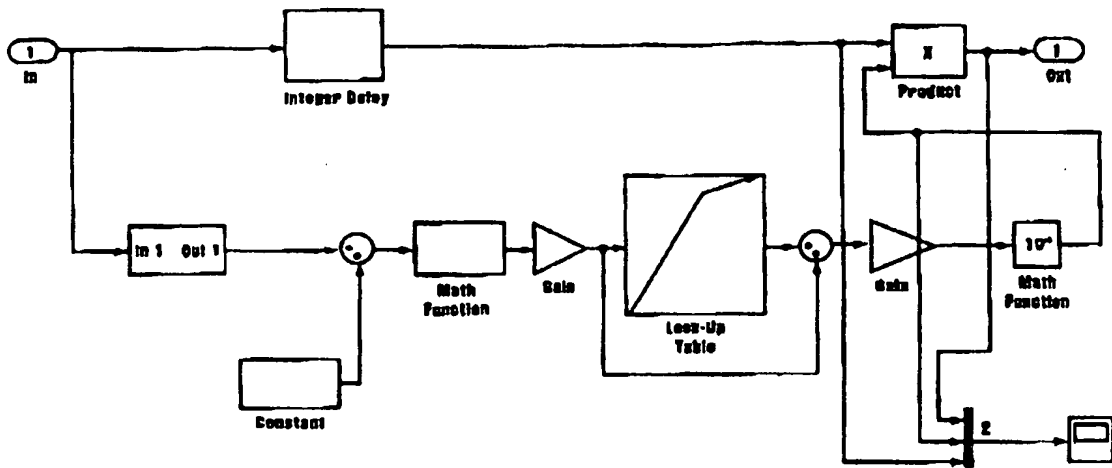 1
In
Integer Delay
X
Product
1
Out
In 1 Out 1
Math
Function
Gain
Look-Up
Table
Gain
10ˣ
Math
Function
Constant
2